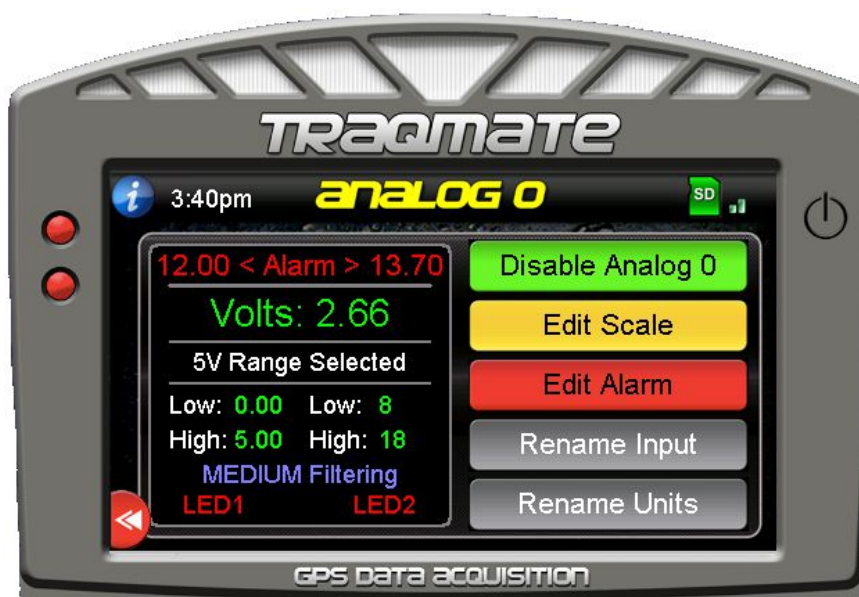 TRAQMATE
3:40pm
ANALOG 0
SD
12.00 < Alarm > 13.70
Volts: 2.66
5V Range Selected
Low: 0.00 Low: 8
High: 5.00 High: 18
MEDIUM Filtering
LED1 LED2
Disable Analog 0
Edit Scale
Edit Alarm
Rename Input
Rename Units
GPS DATA ACQUISITION